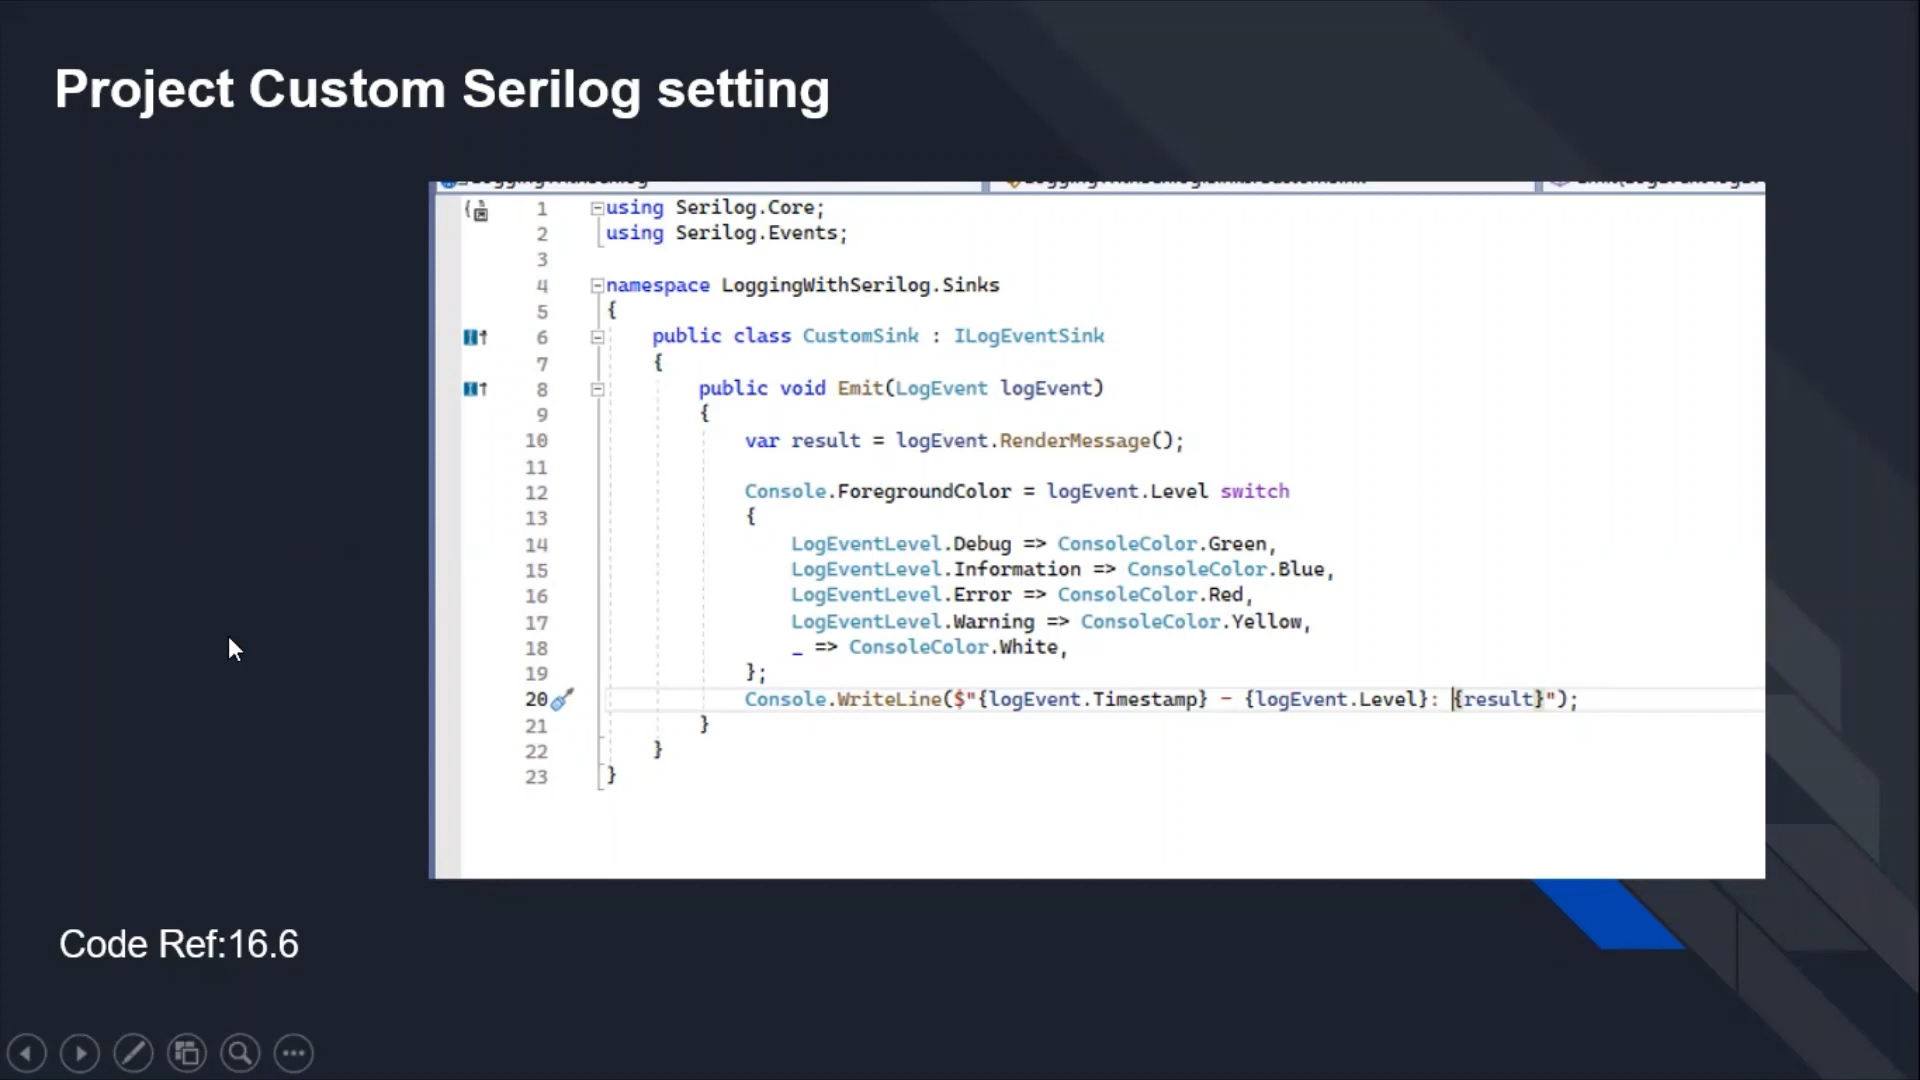 Project Custom Serilog setting
1 using Serilog.Core;
2 using Serilog.Events;
3
4 namespace LoggingWithSerilog.Sinks
5 {
6 public class CustomSink : ILogEventSink
7 {
8 public void Emit(LogEvent logEvent)
9 {
10 var result = logEvent.RenderMessage();
11
12 Console.ForegroundColor = logEvent.Level switch
13 {
14 LogEventLevel.Debug => ConsoleColor.Green,
15 LogEventLevel.Information => ConsoleColor.Blue,
16 LogEventLevel.Error => ConsoleColor.Red,
17 LogEventLevel.Warning => ConsoleColor.Yellow,
18 _ => ConsoleColor.White,
19 };
20 Console.WriteLine($"{logEvent.Timestamp} - {logEvent.Level}: {result}");
21 }
22 }
23 }
Code Ref:16.6